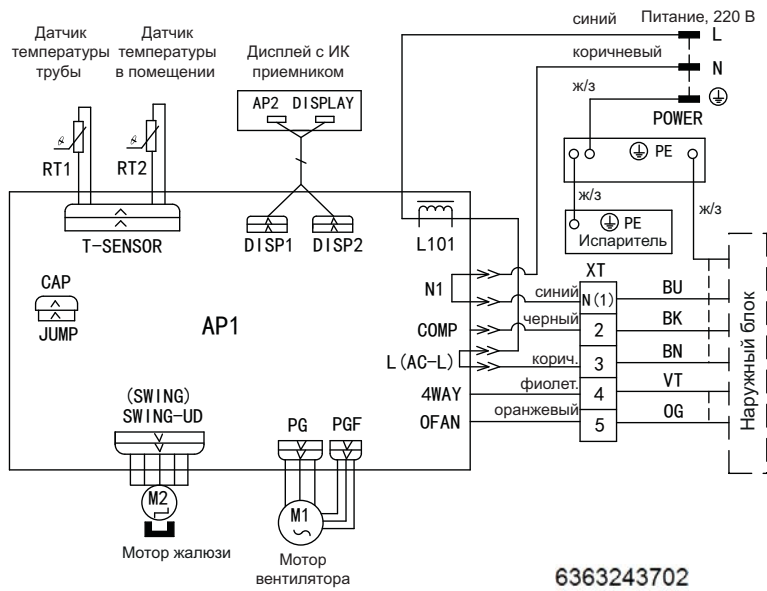 Датчик
температуры
трубы
Датчик
температуры
в помещении
Дисплей с ИК
приемником
синий
Питание, 220 В
L
коричневый
N
ж/з
POWER
AP2 DISPLAY
RT1
RT2
PE
ж/з
ж/з
PE
Испаритель
T-SENSOR
DISP1
DISP2
L101
CAP
JUMP
AP1
N1
COMP
L(AC-L)
4WAY
OFAN
XT
синий
N(1)
BU
черный
2
BK
корич.
3
BN
фиолет.
4
VT
оранжевый
5
OG
Наружный блок
(SWING)
SWING-UD
PG
PGF
M2
M1
Мотор жалюзи
Мотор
вентилятора
6363243702